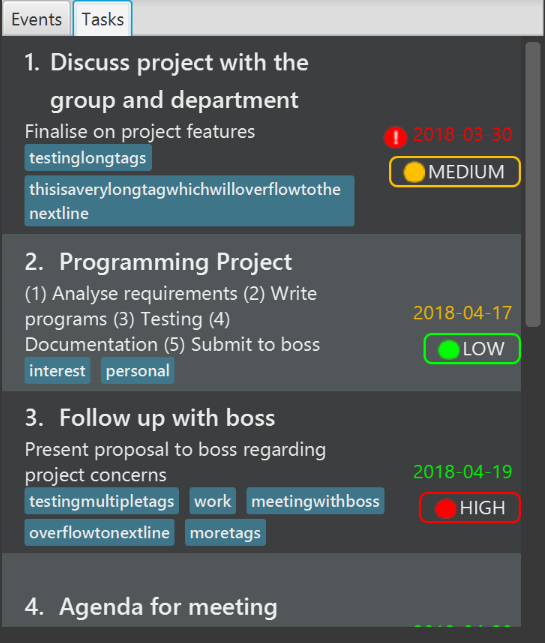 Events Tasks
1. Discuss project with the
group and department
Finalise on project features
! 2018-03-30
testinglongtags
MEDIUM
thisisaverylongtagwhichwilloverflowtothe
nextline
2. Programming Project
(1) Analyse requirements (2) Write
programs (3) Testing (4)
Documentation (5) Submit to boss
2018-04-17
LOW
interest personal
3. Follow up with boss
Present proposal to boss regarding
project concerns
2018-04-19
testingmultipletags work meetingwithboss
HIGH
overflowtonextline moretags
4. Agenda for meeting